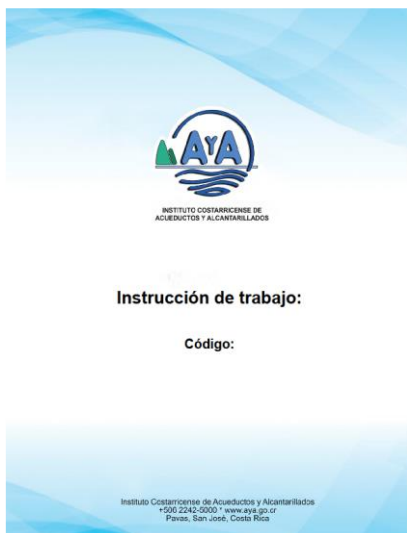 AYA
INSTITUTO COSTARRICENSE DE
ACUEDUCTOS Y ALCANTARILLADOS
Instrucción de trabajo:
Código:
Instituto Costarricense de Acueductos y Alcantarillados
+506 2242-5000 * www.aya.go.cr
Pavas, San José, Costa Rica